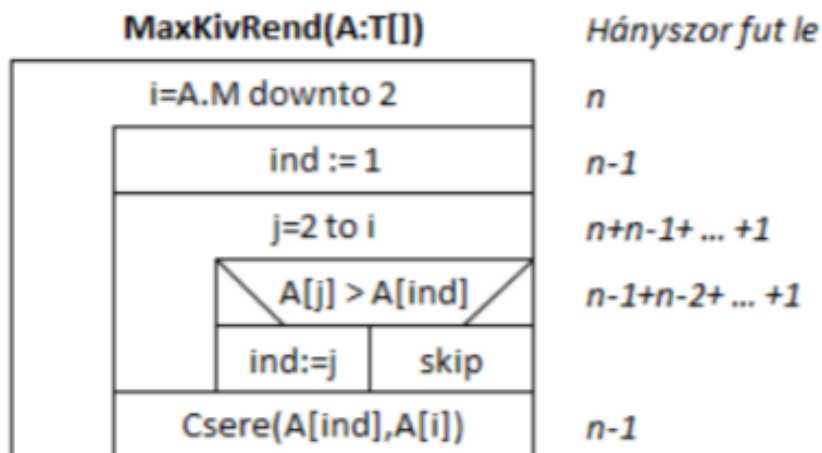 MaxKivRend(A:T[]) Hányszor fut le
i=A.M downto 2 n
ind := 1 n-1
j=2 to i n+n-1+ ... +1
A[j] > A[ind] n-1+n-2+ ... +1
ind:=j skip
Csere(A[ind],A[i]) n-1